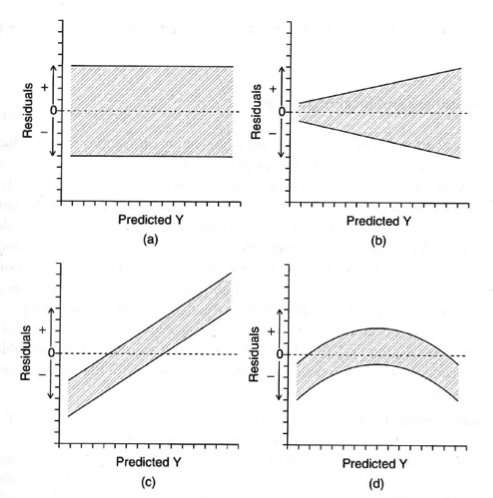 +
0
–
Residuals
Predicted Y
(a)
+
0
–
Residuals
Predicted Y
(b)
+
0
–
Residuals
Predicted Y
(c)
+
0
–
Residuals
Predicted Y
(d)